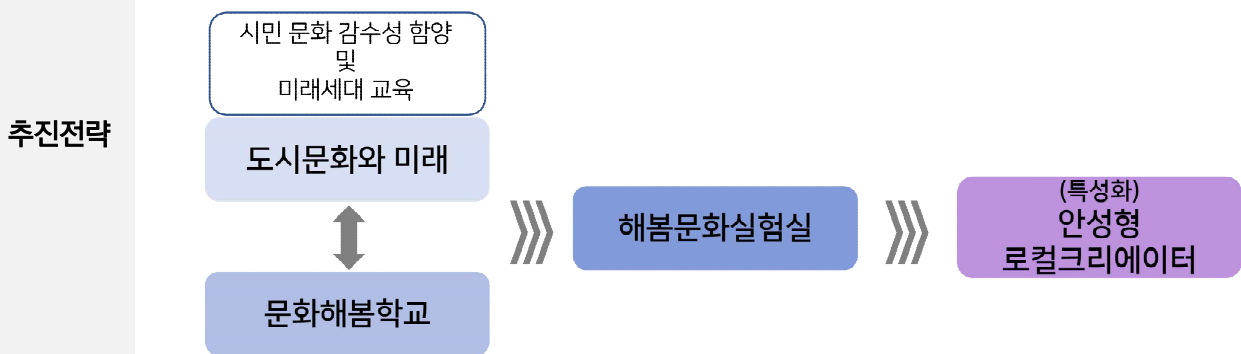 추진전략
시민 문화 감수성 함양
및
미래세대 교육
도시문화와 미래
문화해봄학교
해봄문화실험실
(특성화)
안성형
로컬크리에이터